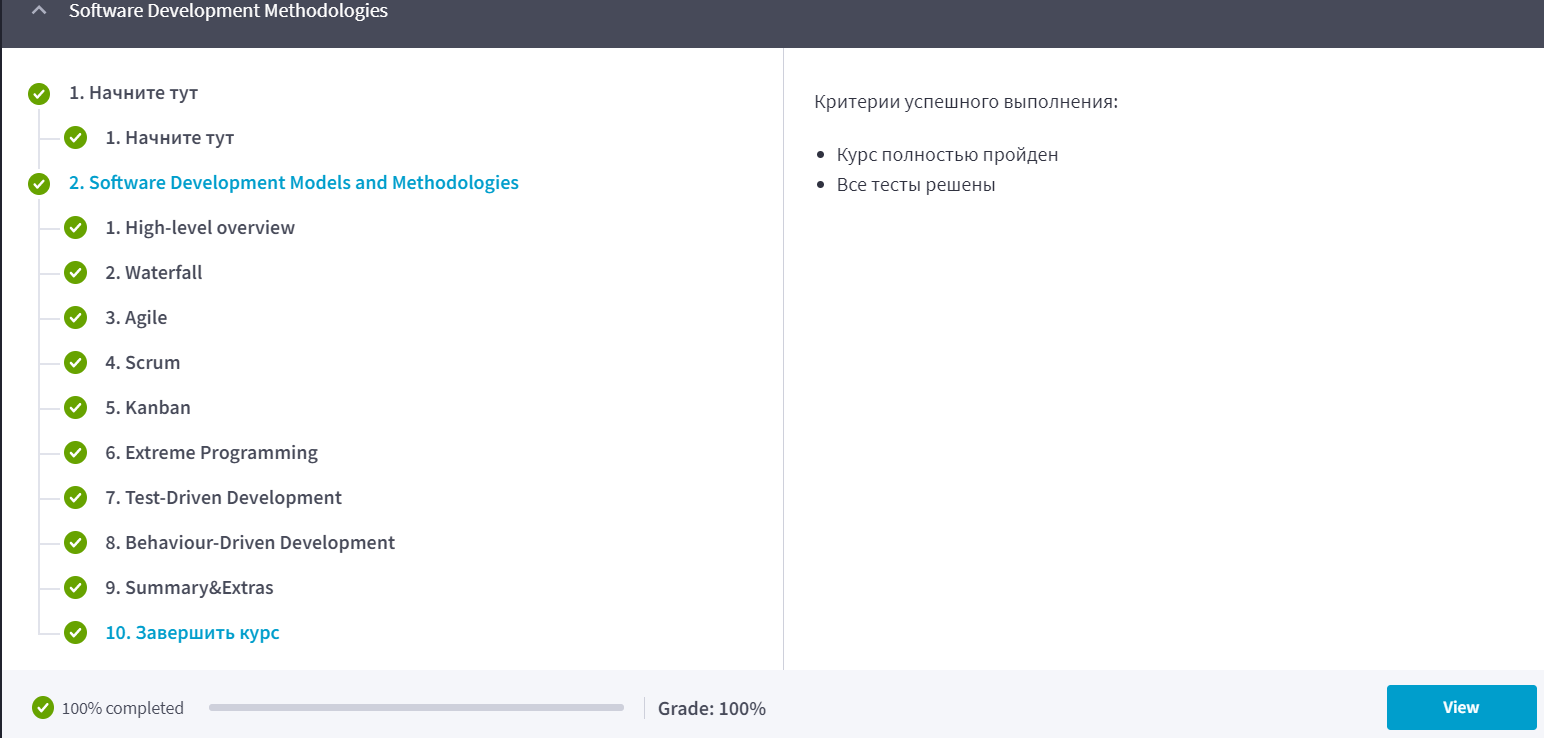 Software Development Methodologies
1. Начните тут
1. Начните тут
2. Software Development Models and Methodologies
1. High-level overview
2. Waterfall
3. Agile
4. Scrum
5. Kanban
6. Extreme Programming
7. Test-Driven Development
8. Behaviour-Driven Development
9. Summary&Extras
10. Завершить курс
Критерии успешного выполнения:
• Курс полностью пройден
• Все тесты решены
100% completed
Grade: 100%
View